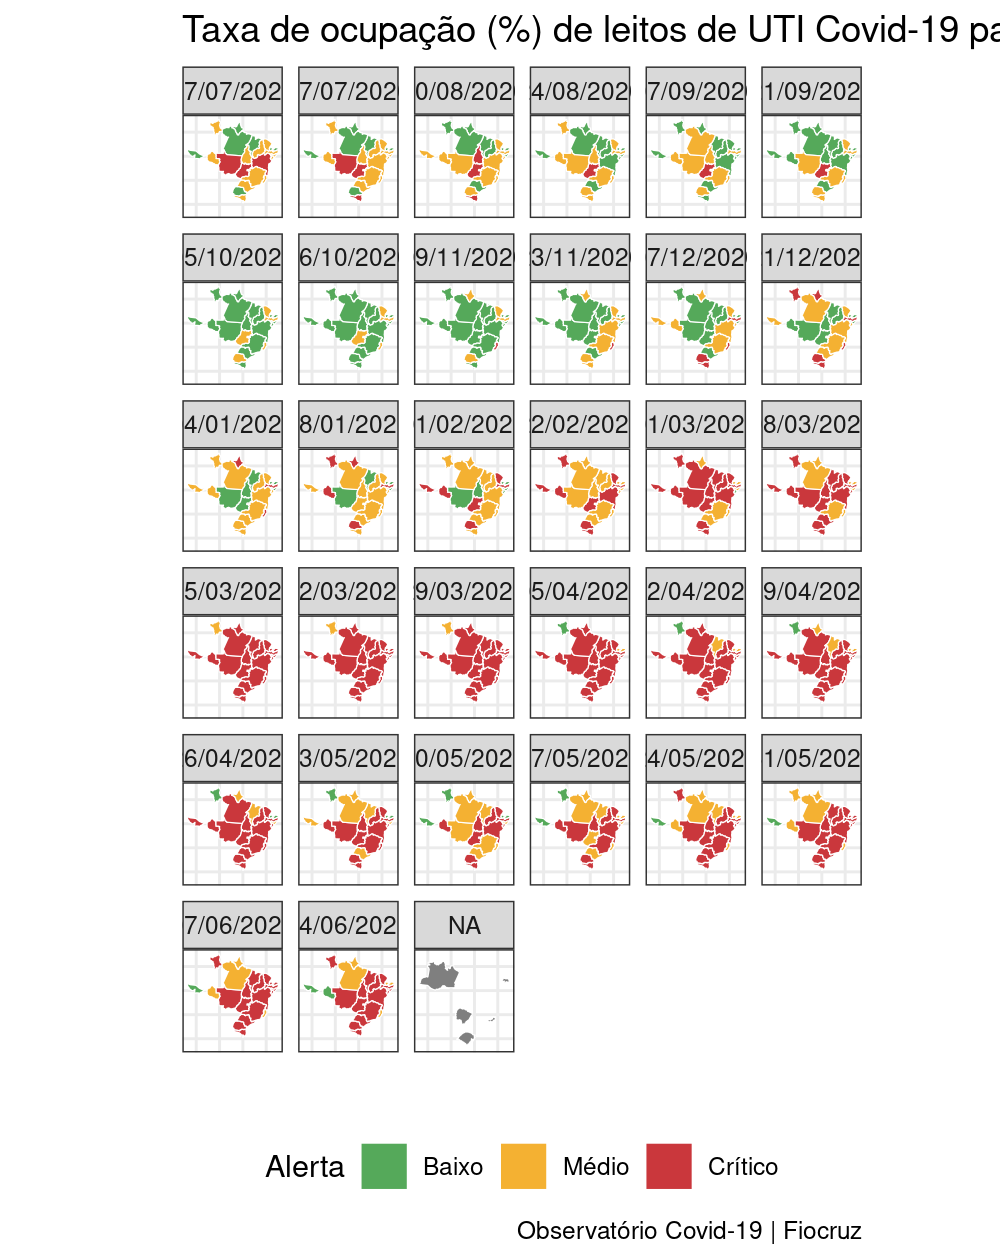 Taxa de ocupação (%) de leitos de UTI Covid-19 pa
7/07/202 7/07/202 0/08/202 4/08/202 7/09/202 1/09/202
5/10/202 6/10/202 9/11/202 3/11/202 7/12/202 1/12/202
4/01/202 8/01/202 1/02/202 2/02/202 1/03/202 8/03/202
5/03/202 2/03/202 9/03/202 5/04/202 2/04/202 9/04/202
6/04/202 3/05/202 0/05/202 7/05/202 4/05/202 1/05/202
7/06/202 4/06/202 NA
Alerta Baixo Médio Crítico
Observatório Covid-19 | Fiocruz